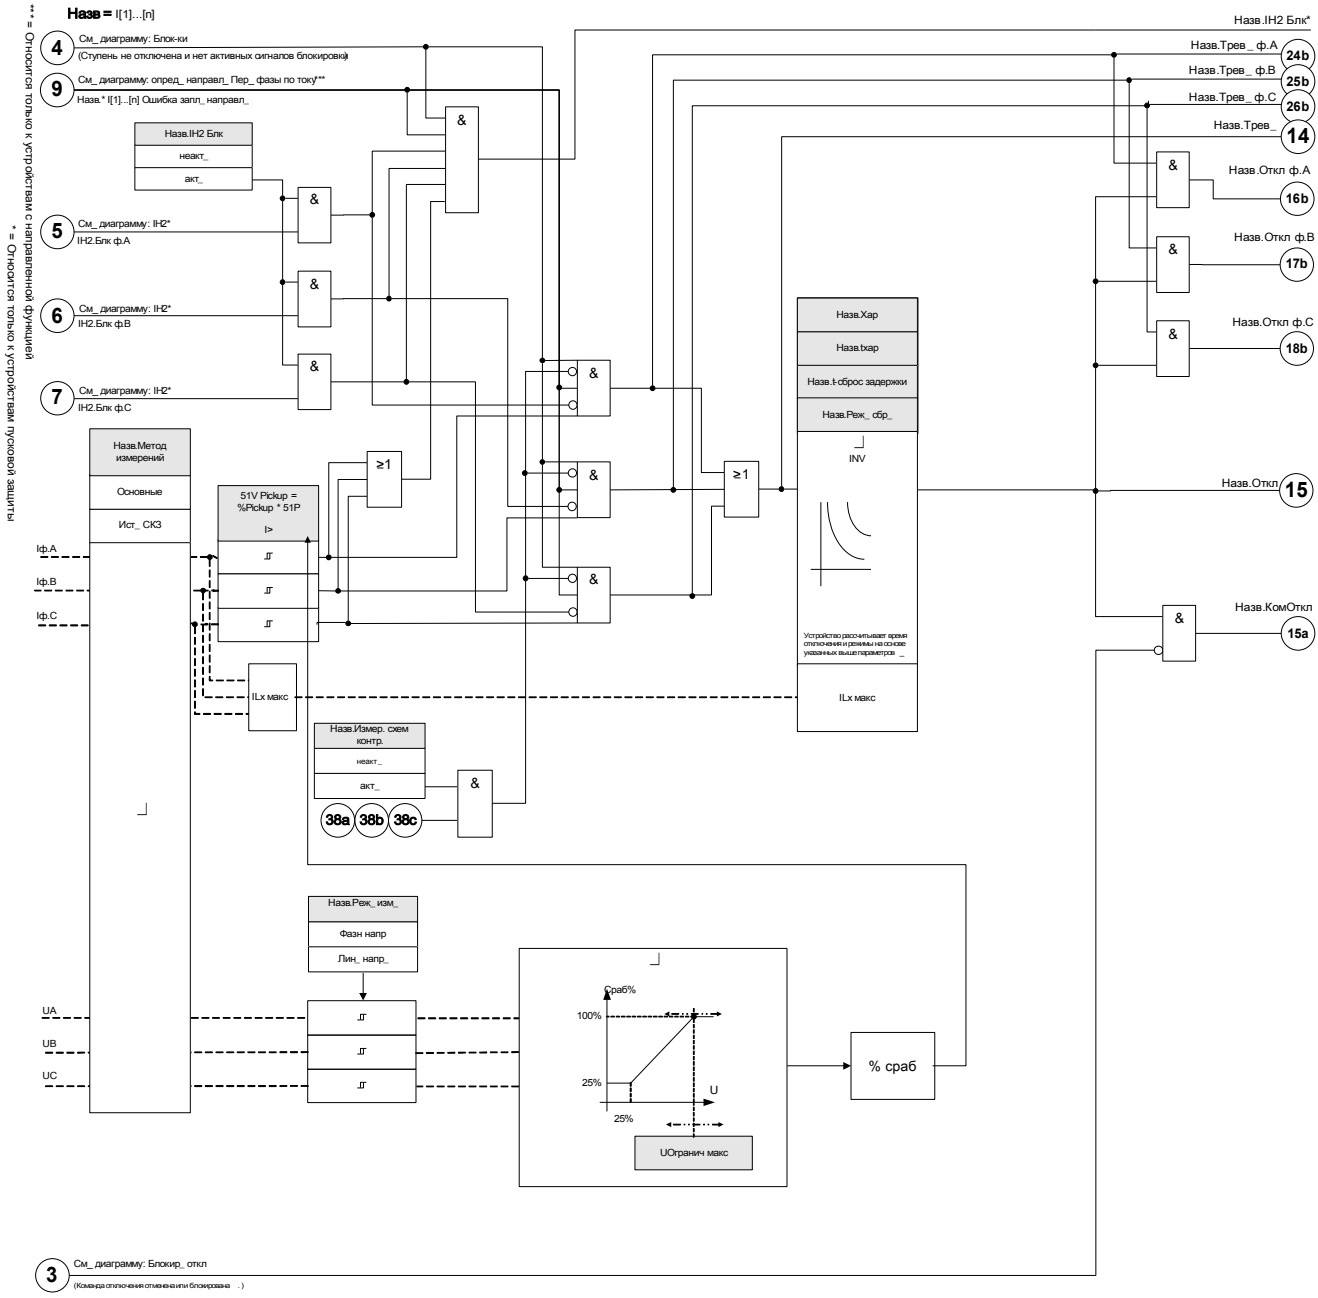 Назв = I[1]...[n]
*** = Относится только к устройствам с направленной функцией
* = Относится только к устройствам пусковой защиты
4
См_ диаграмму: Блок-ки
(Ступень не отключена и нет активных сигналов блокировки)
9
См_ диаграмму: опред_ направл_ Пер_ фазы по току***
Назв.* I[1]...[n] Ошибка запл_ направл_
Назв.IH2 Блк
неакт_
акт_
5
См_ диаграмму: IH2*
IH2.Блк ф.A
6
См_ диаграмму: IH2*
IH2.Блк ф.B
7
См_ диаграмму: IH2*
IH2.Блк ф.C
&
&
&
&
Назв.IH2 Блк*
Назв.Трев_ ф.A
24b
Назв.Трев_ ф.B
25b
Назв.Трев_ ф.C
26b
Назв.Трев_
14
&
Назв.Откл ф.A
16b
&
Назв.Откл ф.B
17b
&
Назв.Откл ф.C
18b
Назв.Метод
измерений
Основные
Ист_ СКЗ
51V Pickup =
%Pickup * 51P
I>
≥1
&
&
&
≥1
Назв.Хар
Назв.tхар
Назв.t-сброс задержки
Назв.Реж_ сбр_
INV
Устройство рассчитывает время
отключения и режимы на основе
указанных выше параметров _
ILx макс
Назв.Откл
15
Назв.КомОткл
&
15a
Iф.A
Iф.B
Iф.C
ILx макс
Назв.Измер. схем
контр.
неакт_
акт_
&
38a
38b
38c
Назв.Реж_ изм_
Фазн напр
Лин_ напр_
UA
UB
UC
Сраб%
100%
25%
25%
U
UОгранич макс
% сраб
3
См_ диаграмму: Блокир_ откл
(Команда отключения отменена или блокирована . )